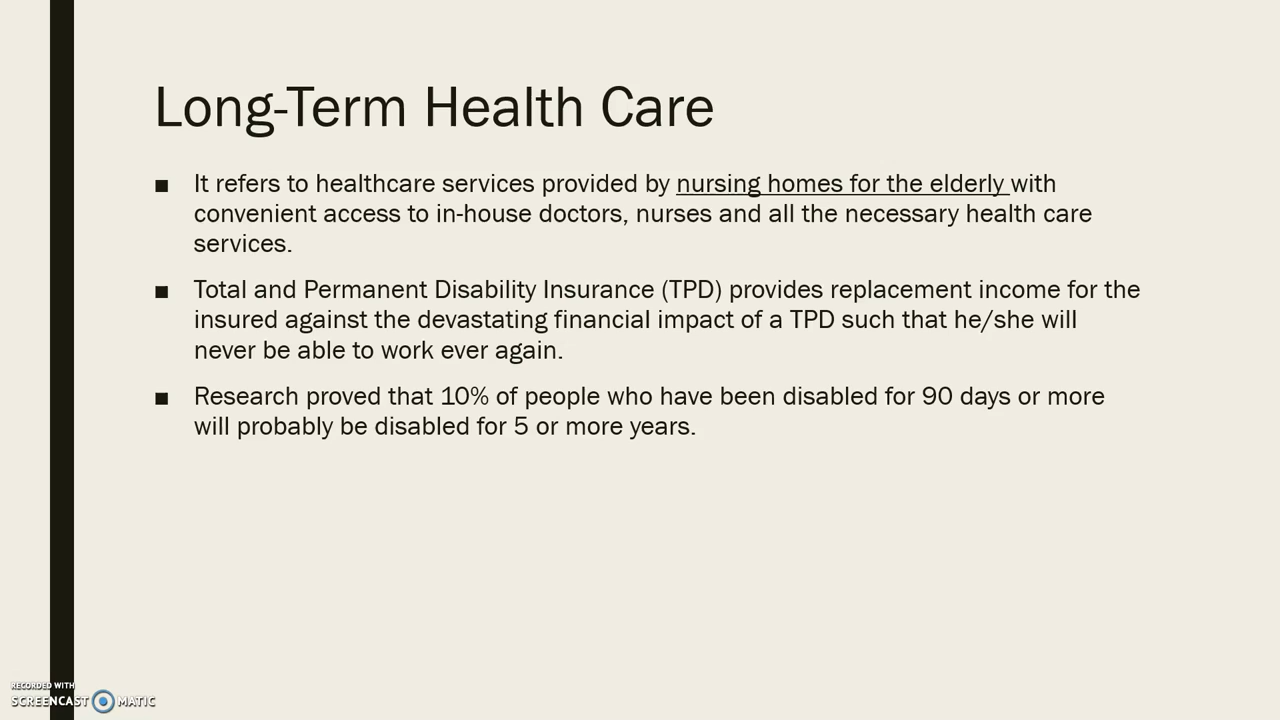 Long-Term Health Care
■ It refers to healthcare services provided by nursing homes for the elderly with
convenient access to in-house doctors, nurses and all the necessary health care
services.
■ Total and Permanent Disability Insurance (TPD) provides replacement income for the
insured against the devastating financial impact of a TPD such that he/she will
never be able to work ever again.
■ Research proved that 10% of people who have been disabled for 90 days or more
will probably be disabled for 5 or more years.
RECORDED WITH
SCREENCAST MATIC